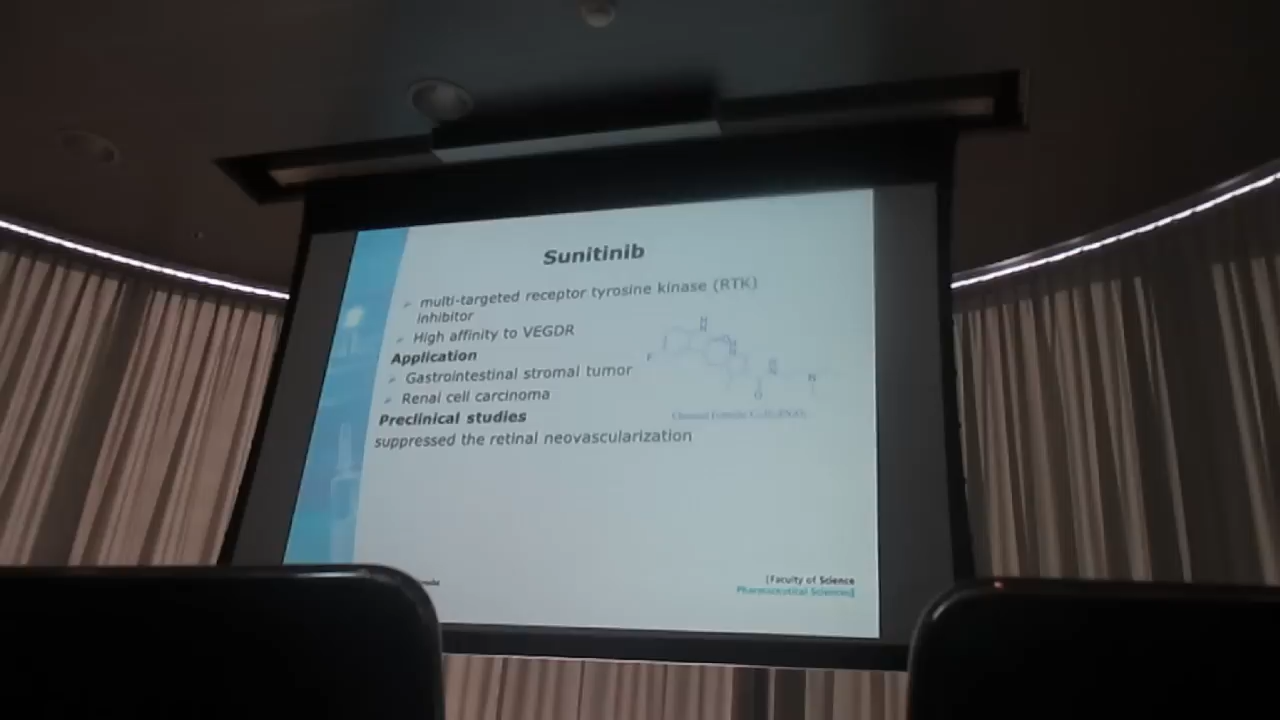 Sunitinib
multi-targeted receptor tyrosine kinase (RTK)
inhibitor
High affinity to VEGDR
Application
Gastrointestinal stromal tumor
Renal cell carcinoma
Preclinical studies
suppressed the retinal neovascularization
[Faculty of Science
Pharmaceutical Sciences]